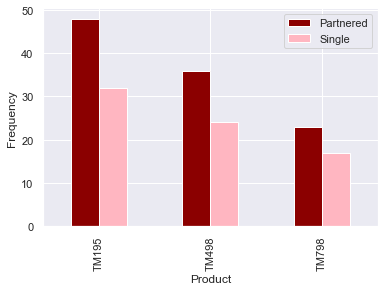 50
40
30
20
10
0
Frequency
Partnered
Single
TM195
TM498
TM798
Product